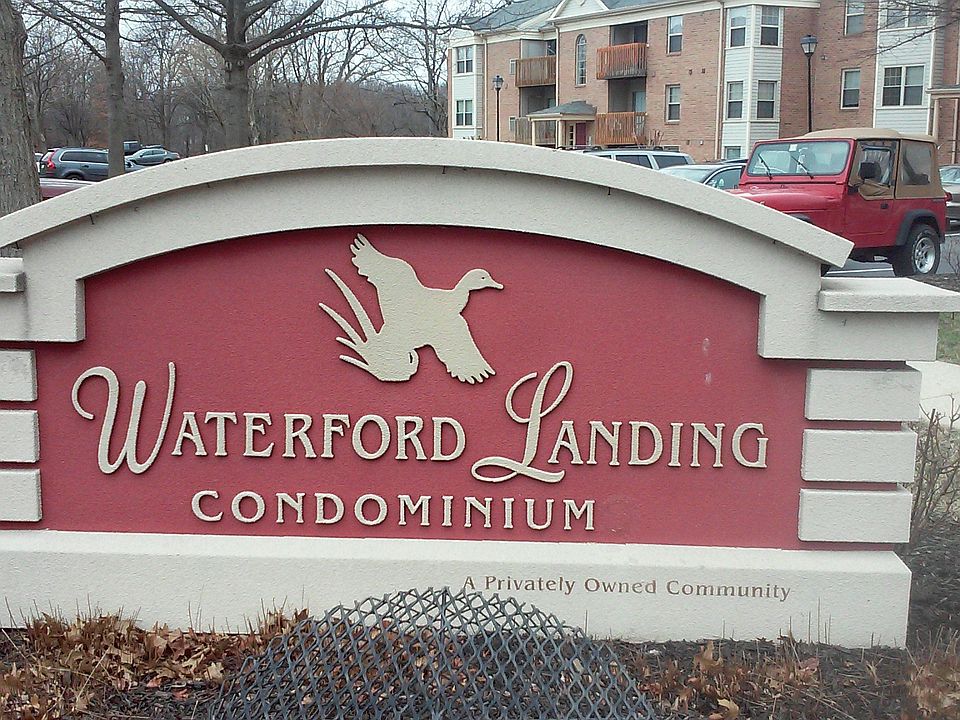 Waterford Landing
CONDOMINIUM
A Privately Owned Community